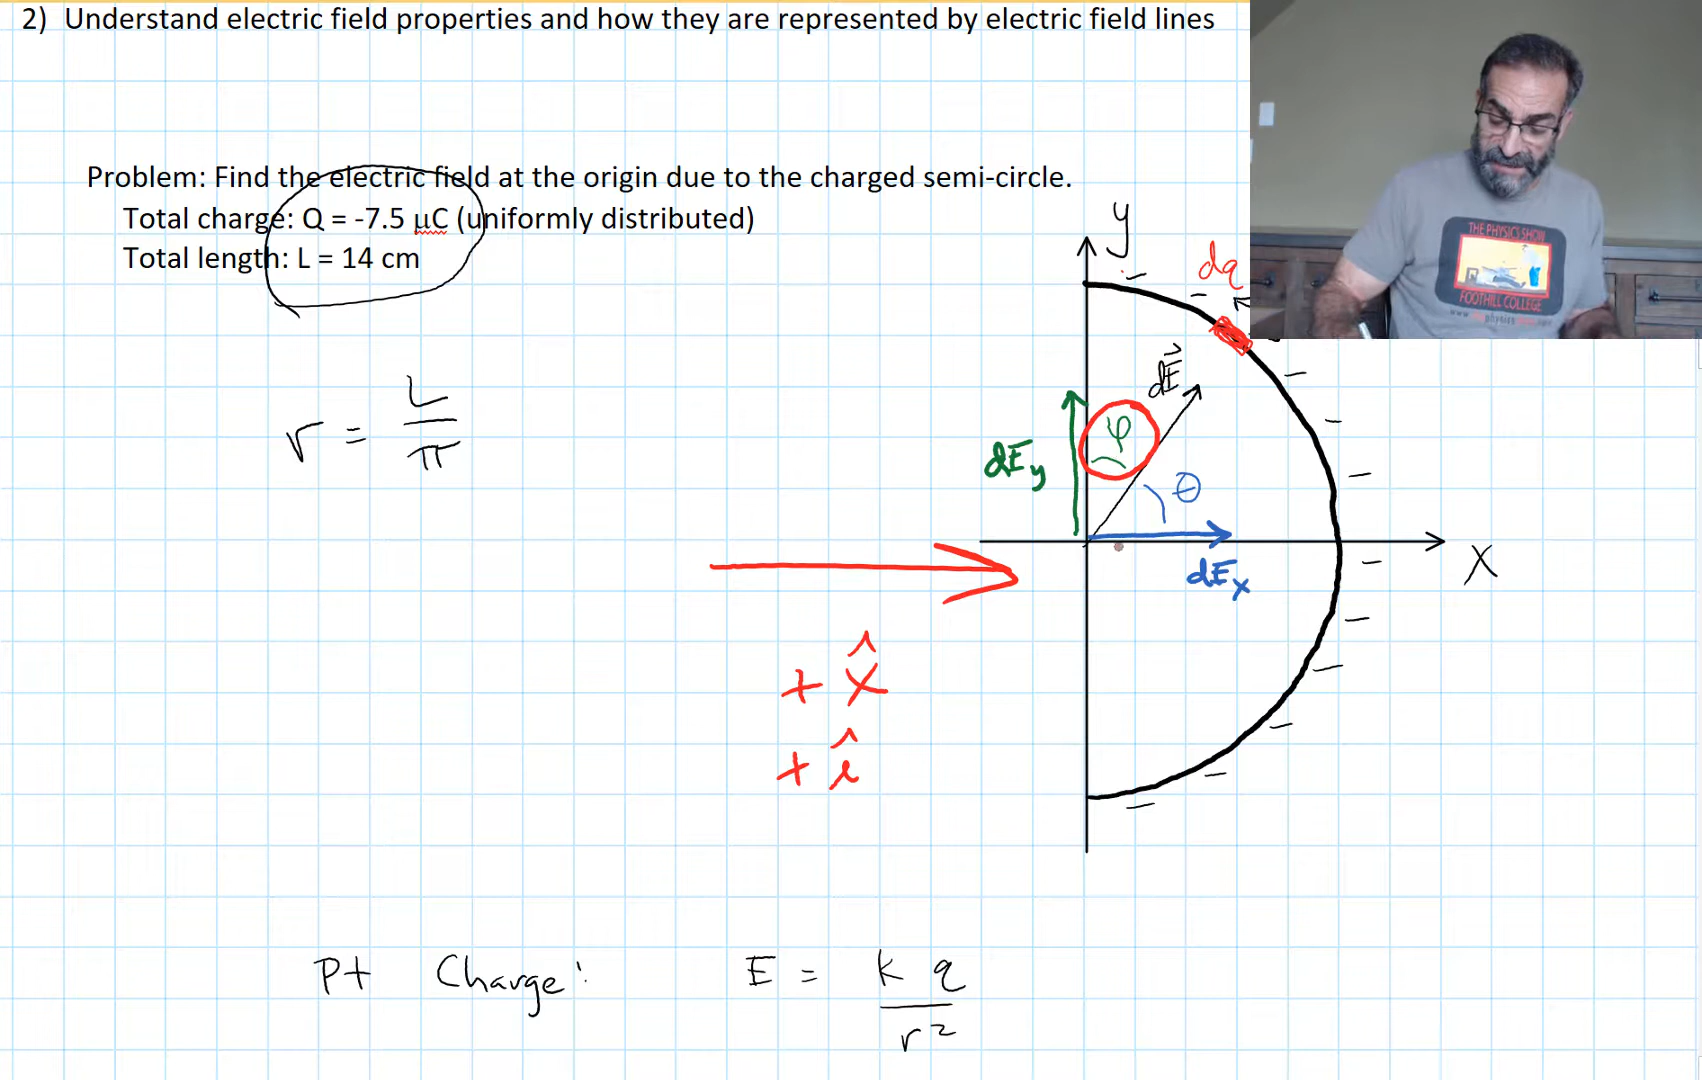 2) Understand electric field properties and how they are represented by electric field lines
Problem: Find the electric field at the origin due to the charged semi-circle.
Total charge: Q = -7.5 µC (uniformly distributed)
Total length: L = 14 cm
r = L/π
y
dq
dE⃗
φ
dE_y
θ
dE_x
x
+ x̂
+ î
Pt Charge:
E = k q / r²
THE PHYSICS SHOW
FOOTHILL COLLEGE